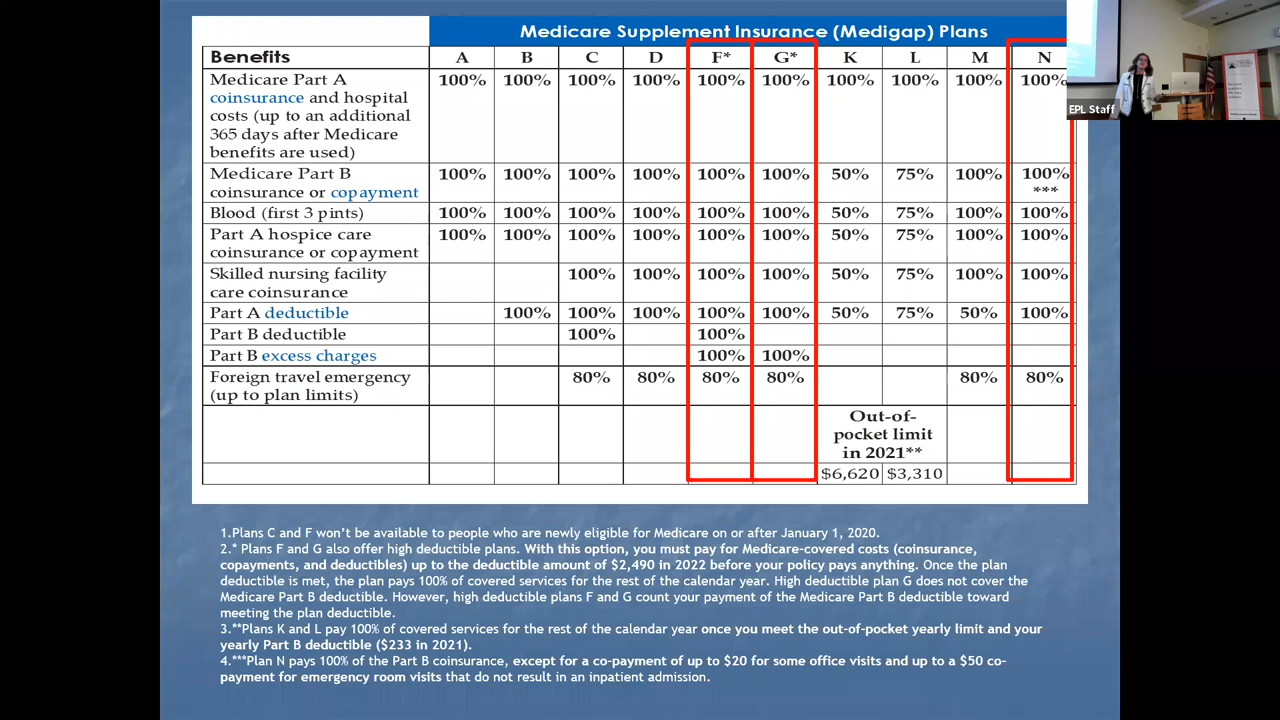 Medicare Supplement Insurance (Medigap) Plans
Benefits A B C D F* G* K L M N
Medicare Part A 100% 100% 100% 100% 100% 100% 100% 100% 100% 100%
coinsurance and hospital
costs (up to an additional
365 days after Medicare
benefits are used)
Medicare Part B 100% 100% 100% 100% 100% 100% 50% 75% 100% 100%
coinsurance or copayment ***
Blood (first 3 pints) 100% 100% 100% 100% 100% 100% 50% 75% 100% 100%
Part A hospice care 100% 100% 100% 100% 100% 100% 50% 75% 100% 100%
coinsurance or copayment
Skilled nursing facility 100% 100% 100% 100% 50% 75% 100% 100%
care coinsurance
Part A deductible 100% 100% 100% 100% 100% 50% 75% 50% 100%
Part B deductible 100% 100%
Part B excess charges 100% 100%
Foreign travel emergency 80% 80% 80% 80% 80% 80%
(up to plan limits)
Out-of-
pocket limit
in 2021**
$6,620 $3,310
1.Plans C and F won't be available to people who are newly eligible for Medicare on or after January 1, 2020.
2.* Plans F and G also offer high deductible plans. With this option, you must pay for Medicare-covered costs (coinsurance,
copayments, and deductibles) up to the deductible amount of $2,490 in 2022 before your policy pays anything. Once the plan
deductible is met, the plan pays 100% of covered services for the rest of the calendar year. High deductible plan G does not cover the
Medicare Part B deductible. However, high deductible plans F and G count your payment of the Medicare Part B deductible toward
meeting the plan deductible.
3.**Plans K and L pay 100% of covered services for the rest of the calendar year once you meet the out-of-pocket yearly limit and your
yearly Part B deductible ($233 in 2021).
4.***Plan N pays 100% of the Part B coinsurance, except for a co-payment of up to $20 for some office visits and up to a $50 co-
payment for emergency room visits that do not result in an inpatient admission.
EPL Staff